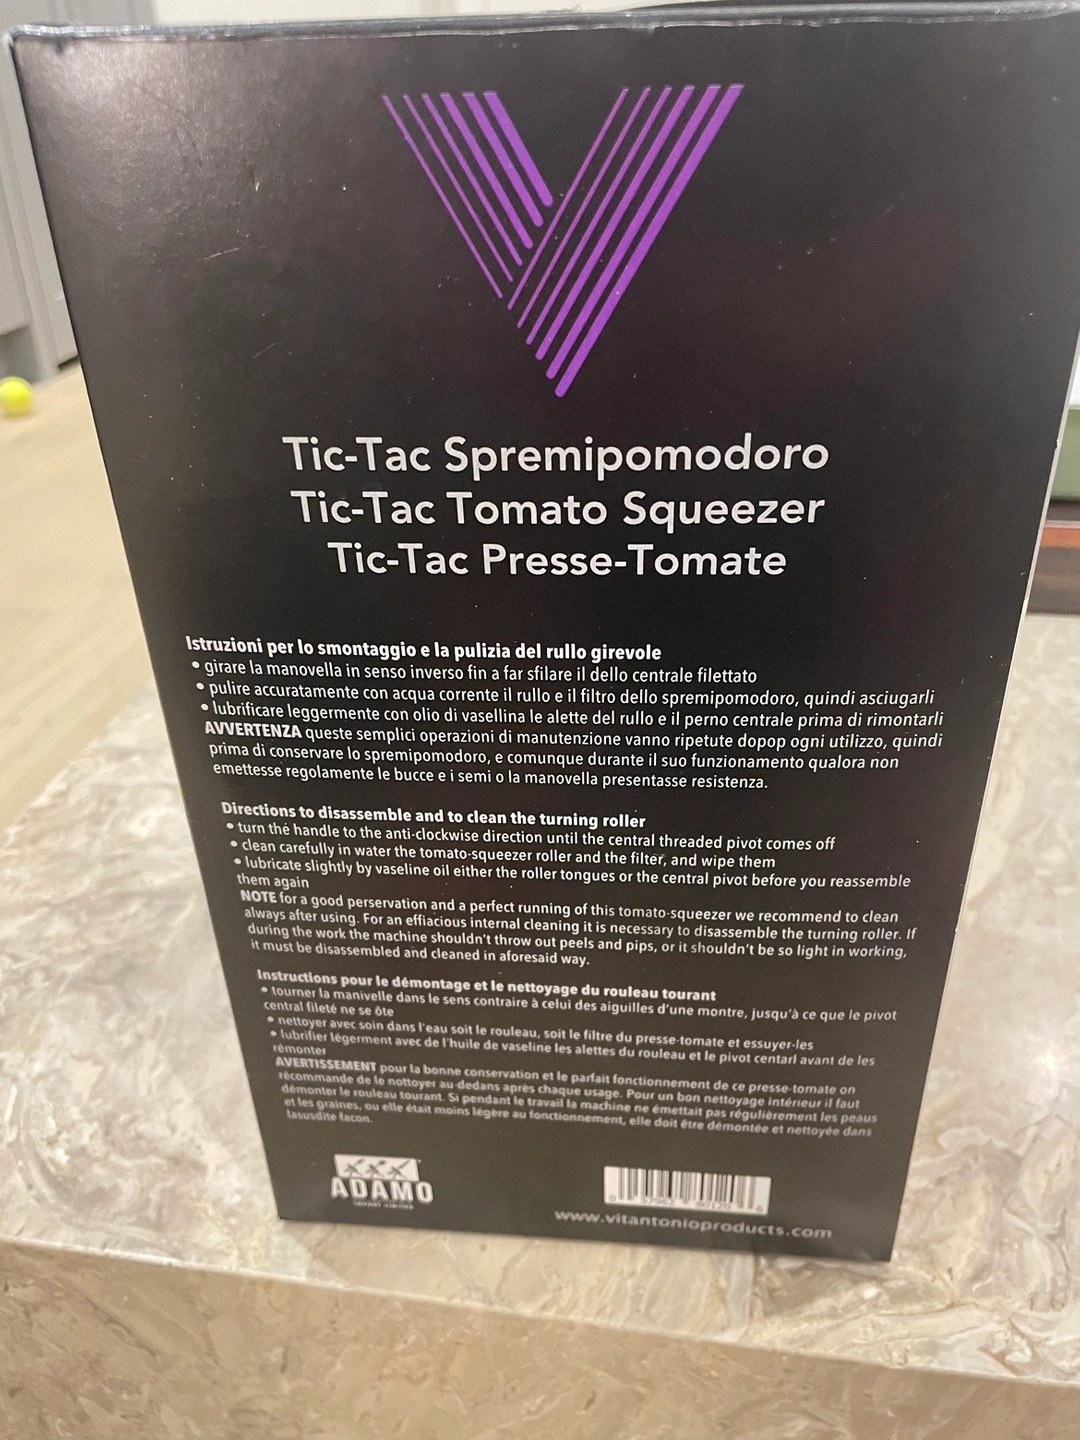 Tic-Tac Spremipomodoro
Tic-Tac Tomato Squeezer
Tic-Tac Presse-Tomate
Istruzioni per lo smontaggio e la pulizia del rullo girevole
• girare la manovella in senso inverso fin a far sfilare il dello centrale filettato
• pulire accuratamente con acqua corrente il rullo e il filtro dello spremipomodoro, quindi asciugarli
• lubrificare leggermente con olio di vasellina le alette del rullo e il perno centrale prima di rimontarli
AVVERTENZA queste semplici operazioni di manutenzione vanno ripetute dopop ogni utilizzo, quindi
prima di conservare lo spremipomodoro, e comunque durante il suo funzionamento qualora non
emettesse regolamente le bucce e i semi o la manovella presentasse resistenza.
Directions to disassemble and to clean the turning roller
• turn thé handle to the anti-clockwise direction until the central threaded pivot comes off
• clean carefully in water the tomato-squeezer roller and the filter, and wipe them
• lubricate slightly by vaseline oil either the roller tongues or the central pivot before you reassemble
them again
NOTE for a good perservation and a perfect running of this tomato-squeezer we recommend to clean
always after using. For an effiacious internal cleaning it is necessary to disassemble the turning roller. If
during the work the machine shouldn't throw out peels and pips, or it shouldn't be so light in working,
it must be disassembled and cleaned in aforesaid way.
Instructions pour le démontage et le nettoyage du rouleau tourant
• tourner la manivelle dans le sens contraire à celui des aiguilles d'une montre, jusqu'à ce que le pivot
central fileté ne se ôte
• nettoyer avec soin dans l'eau soit le rouleau, soit le filtre du presse-tomate et essuyer-les
• lubrifier légerment avec de l'huile de vaseline les alettes du rouleau et le pivot centarl avant de les
rémonter
AVERTISSEMENT pour la bonne conservation et le parfait fonctionnement de ce presse-tomate on
récommande de le nottoyer au-dedans après chaque usage. Pour un bon nettoyage intérieur il faut
démonter le rouleau tourant. Si pendant le travail la machine ne émettait pas régulièrement les peaus
et les graines, ou elle était moins légère au fonctionnement, elle doit être démontée et nettoyée dans
lasusdite facon.
ADAMO
www.vitantonioproducts.com